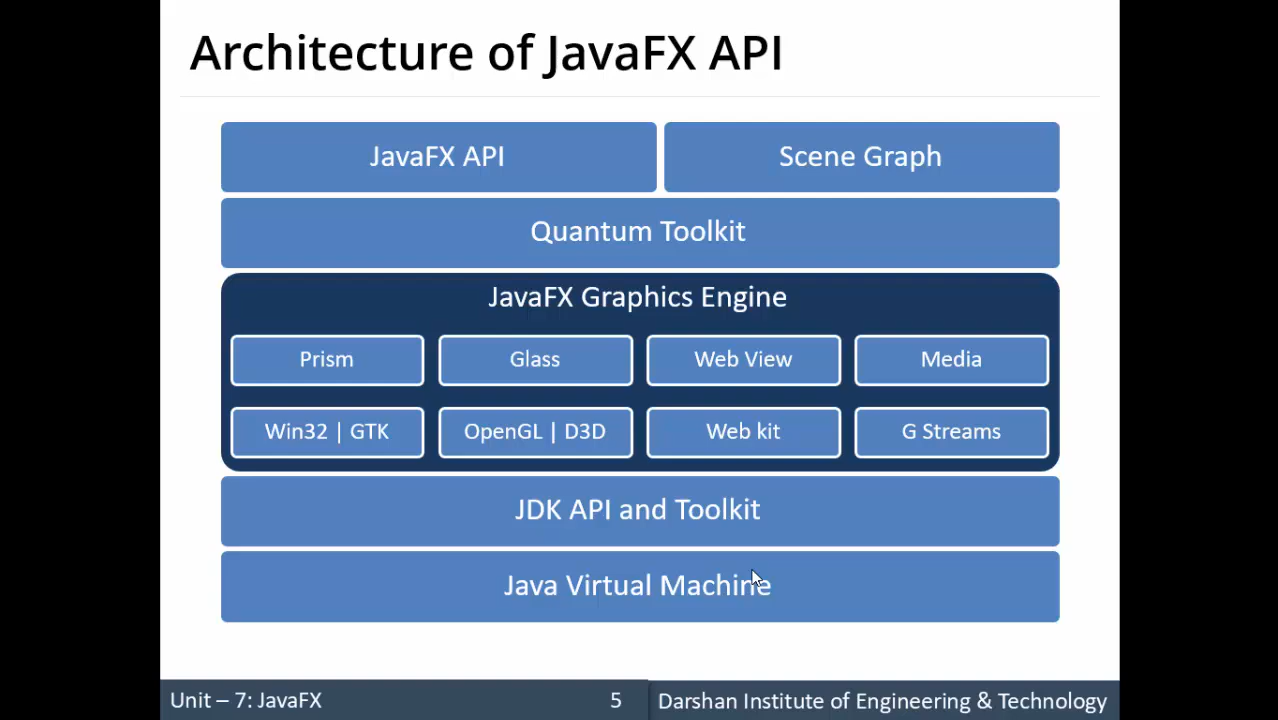 Architecture of JavaFX API
JavaFX API
Scene Graph
Quantum Toolkit
JavaFX Graphics Engine
Prism
Glass
Web View
Media
Win32 | GTK
OpenGL | D3D
Web kit
G Streams
JDK API and Toolkit
Java Virtual Machine
Unit – 7: JavaFX
5
Darshan Institute of Engineering & Technology